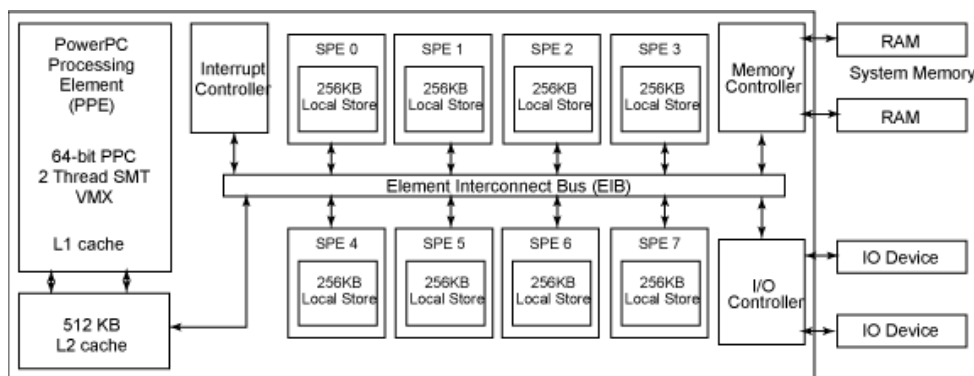 PowerPC
Processing
Element
(PPE)
64-bit PPC
2 Thread SMT
VMX
L1 cache
512 KB
L2 cache
Interrupt
Controller
SPE 0
256KB
Local Store
SPE 1
256KB
Local Store
SPE 2
256KB
Local Store
SPE 3
256KB
Local Store
Memory
Controller
RAM
System Memory
RAM
Element Interconnect Bus (EIB)
SPE 4
256KB
Local Store
SPE 5
256KB
Local Store
SPE 6
256KB
Local Store
SPE 7
256KB
Local Store
I/O
Controller
IO Device
IO Device